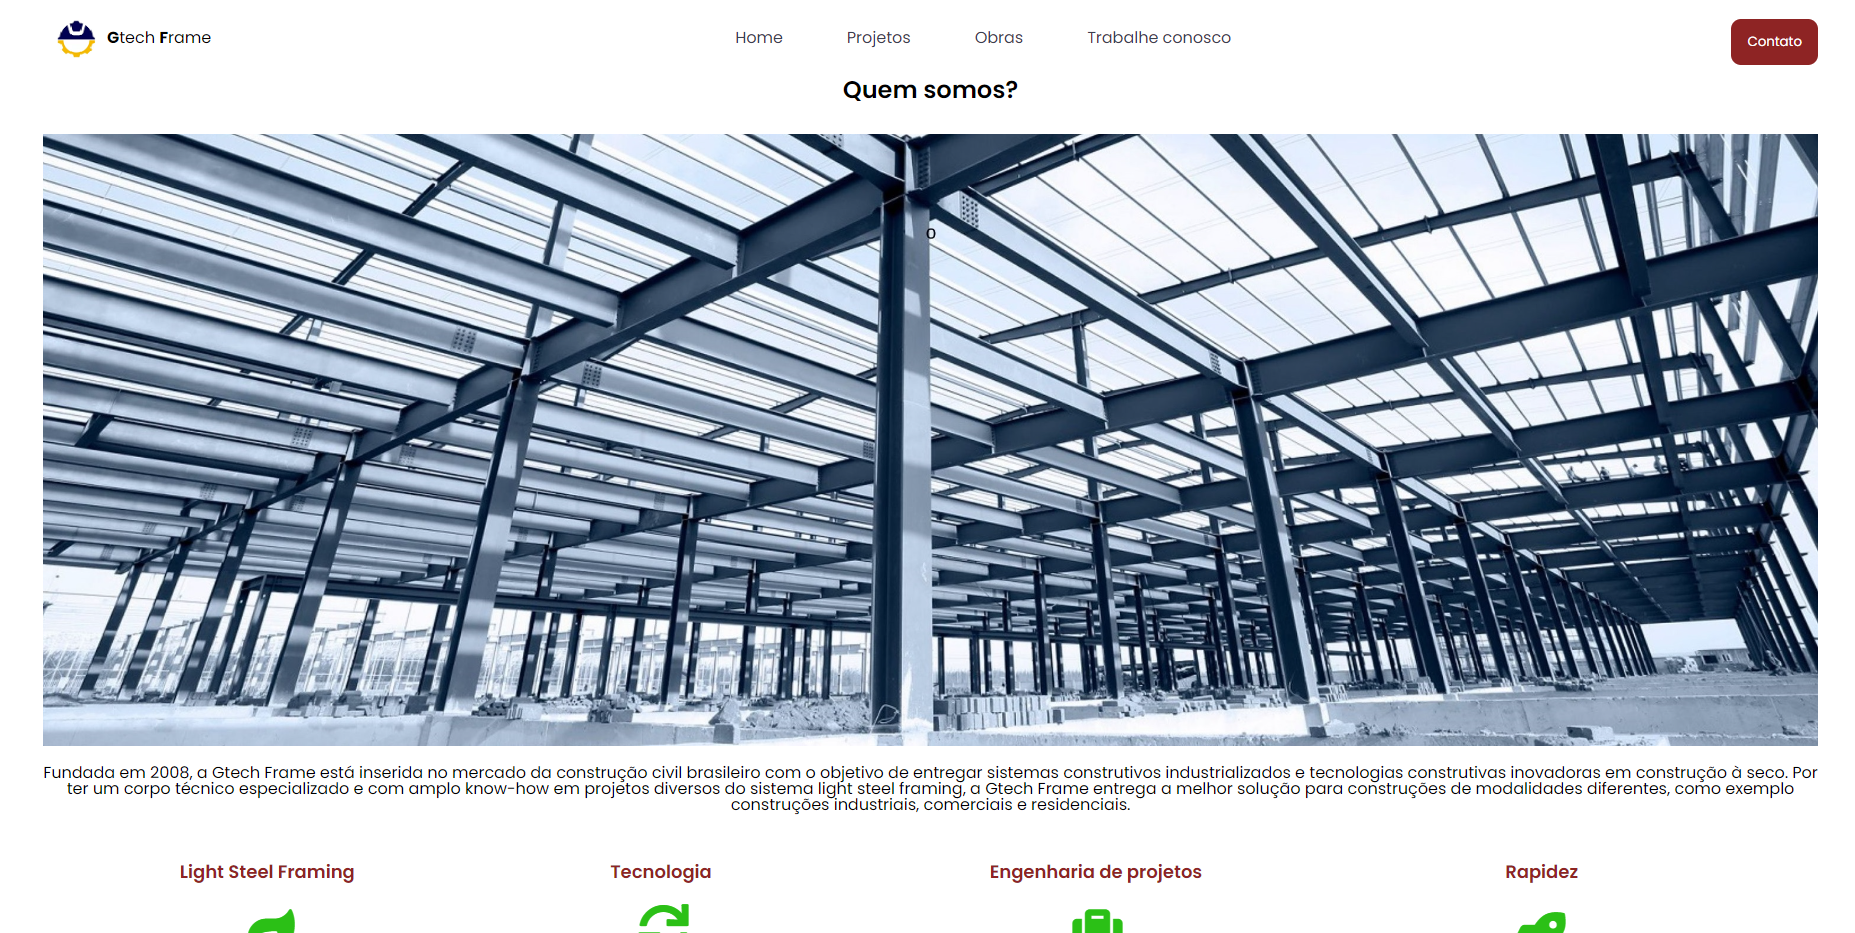 Gtech Frame
Home
Projetos
Obras
Trabalhe conosco
Contato
Quem somos?
o
Fundada em 2008, a Gtech Frame está inserida no mercado da construção civil brasileiro com o objetivo de entregar sistemas construtivos industrializados e tecnologias construtivas inovadoras em construção à seco. Por
ter um corpo técnico especializado e com amplo know-how em projetos diversos do sistema light steel framing, a Gtech Frame entrega a melhor solução para construções de modalidades diferentes, como exemplo
construções industriais, comerciais e residenciais.
Light Steel Framing
Tecnologia
Engenharia de projetos
Rapidez